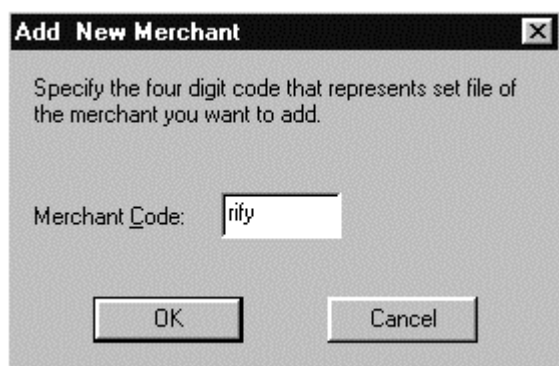 Add New Merchant
Specify the four digit code that represents set file of
the merchant you want to add.
Merchant Code: rify
OK Cancel